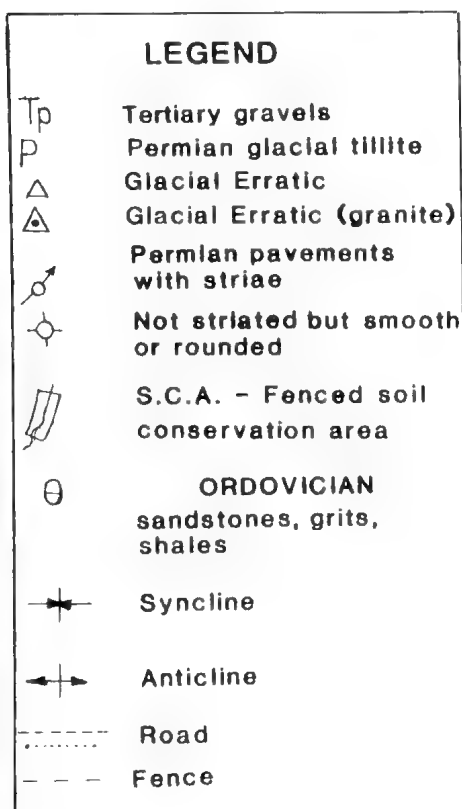 LEGEND
Tp Tertiary gravels
P Permian glacial tillite
Glacial Erratic
Glacial Erratic (granite)
Permian pavements
with striae
Not striated but smooth
or rounded
S.C.A. - Fenced soil
conservation area
θ ORDOVICIAN
sandstones, grits,
shales
Syncline
Anticline
Road
Fence